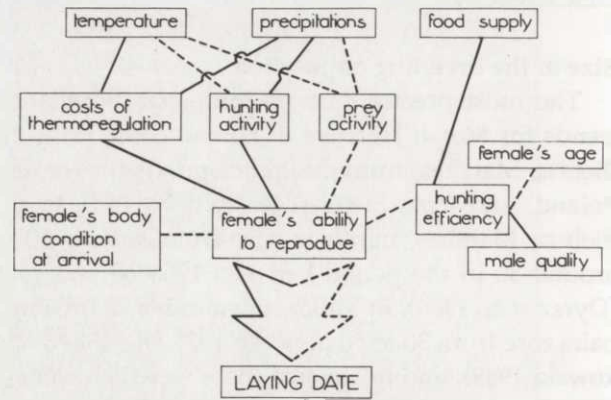 temperature
precipitations
food supply
costs of
thermoregulation
hunting
activity
prey
activity
female's age
female's body
condition
at arrival
female's ability
to reproduce
hunting
efficiency
male quality
LAYING DATE